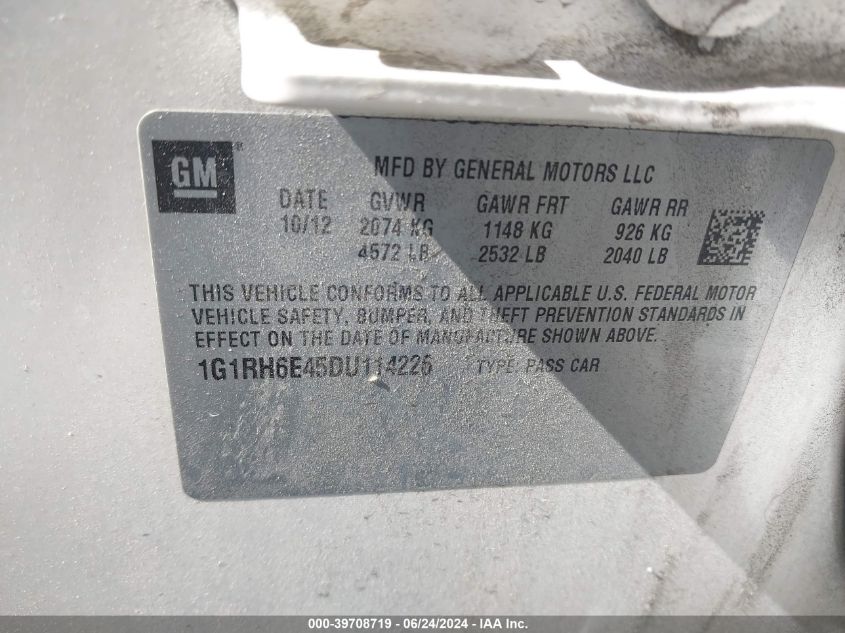 GM®
MFD BY GENERAL MOTORS LLC
DATE GVWR GAWR FRT GAWR RR
10/12 2074 KG 1148 KG 926 KG
4572 LB 2532 LB 2040 LB
THIS VEHICLE CONFORMS TO ALL APPLICABLE U.S. FEDERAL MOTOR
VEHICLE SAFETY, BUMPER, AND THEFT PREVENTION STANDARDS IN
EFFECT ON THE DATE OF MANUFACTURE SHOWN ABOVE.
1G1RH6E45DU114226 TYPE: PASS CAR
000-39708719 - 06/24/2024 - IAA Inc.